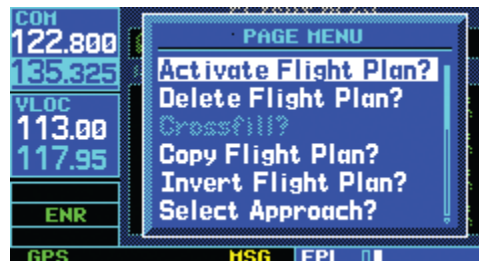 COM
122.800
135.325
VLOC
113.00
117.95
ENR
GPS
PAGE MENU
Activate Flight Plan?
Delete Flight Plan?
Crossfill?
Copy Flight Plan?
Invert Flight Plan?
Select Approach?
MSG
FPL